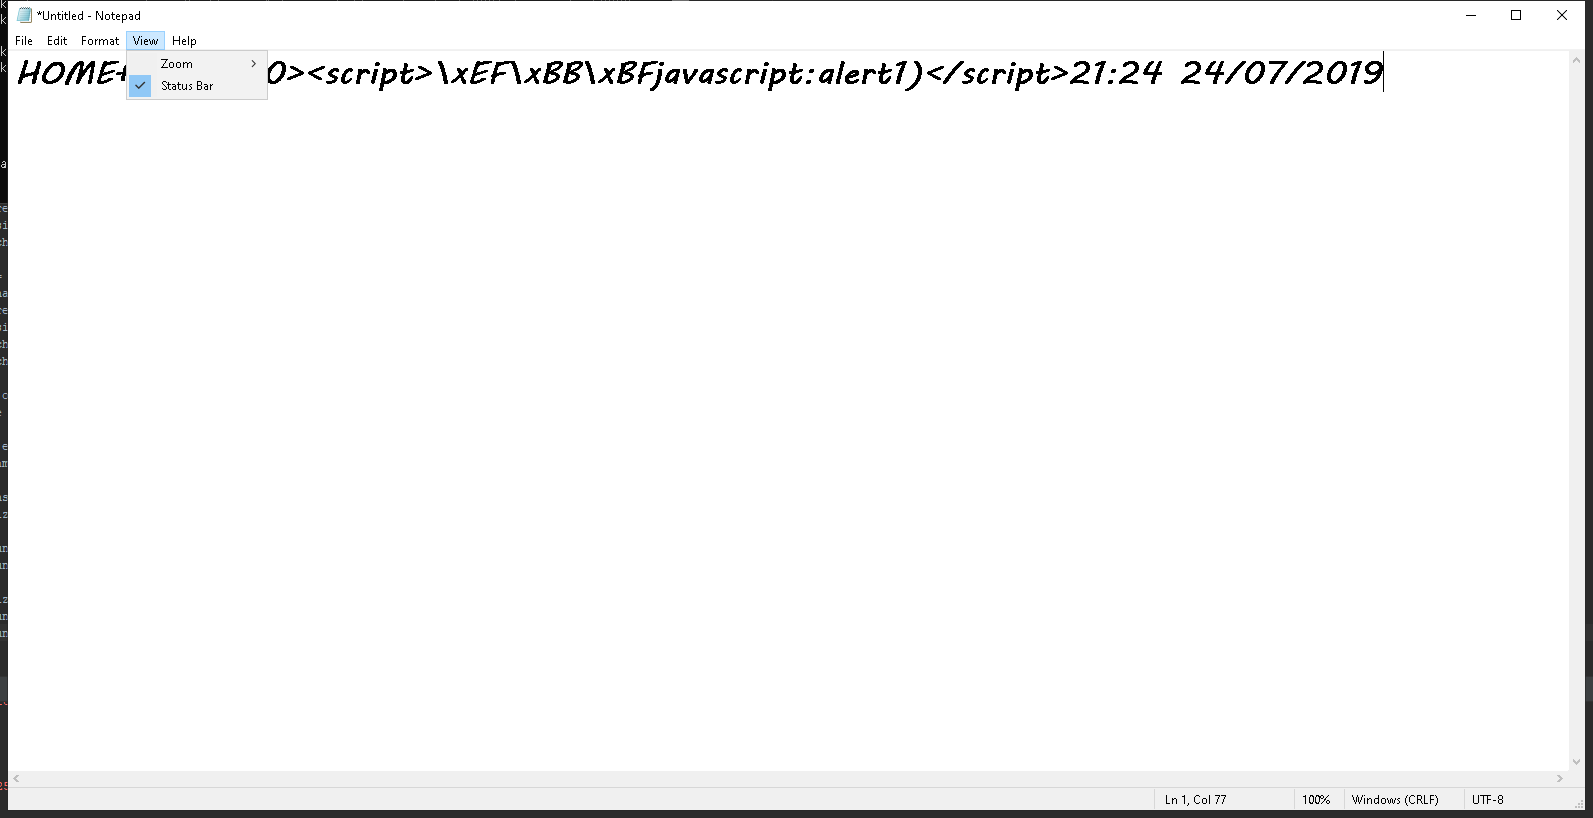 *Untitled - Notepad
File Edit Format View Help
Zoom
Status Bar
HOME+ 0><script>\xEF\xBB\xBFjavascript:alert1)</script>21:24 24/07/2019
Ln 1, Col 77 100% Windows (CRLF) UTF-8